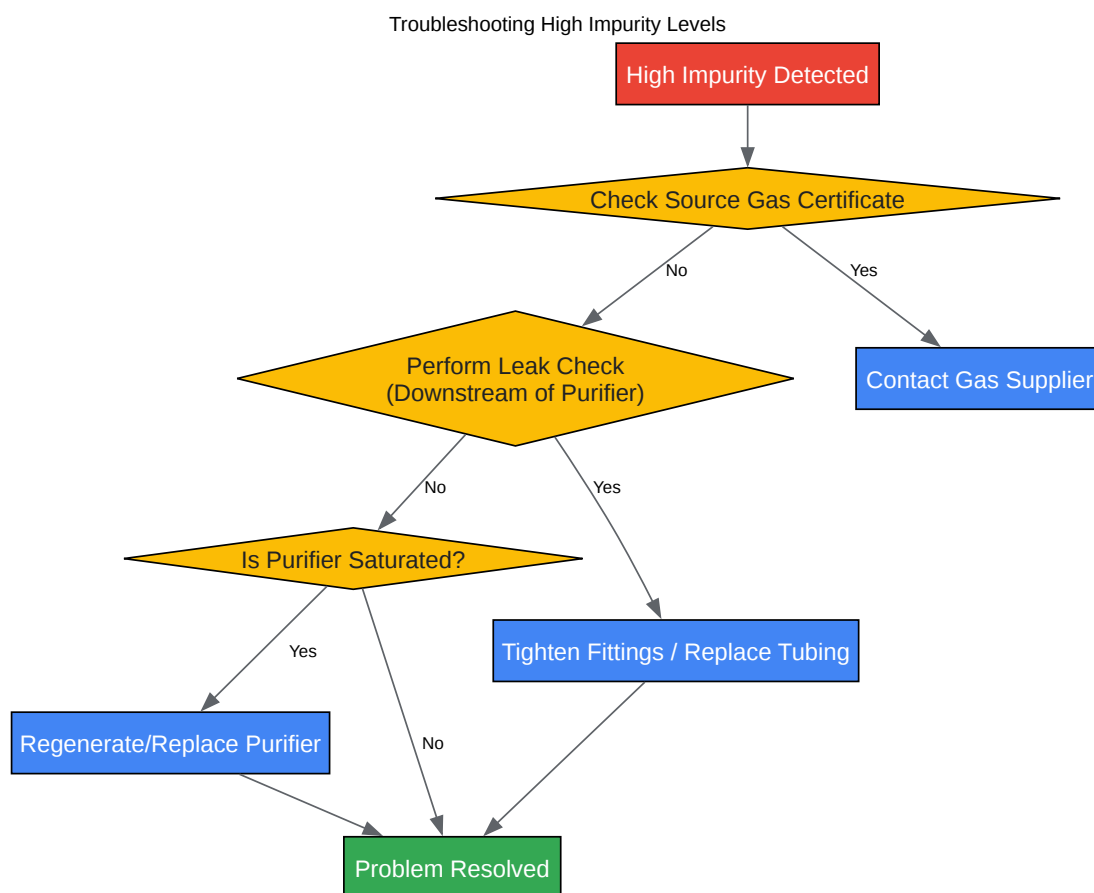 Troubleshooting High Impurity Levels
High Impurity Detected
Check Source Gas Certificate
No
Yes
Perform Leak Check
(Downstream of Purifier)
Contact Gas Supplier
No
Yes
Is Purifier Saturated?
Yes
Tighten Fittings / Replace Tubing
Regenerate/Replace Purifier
No
Problem Resolved